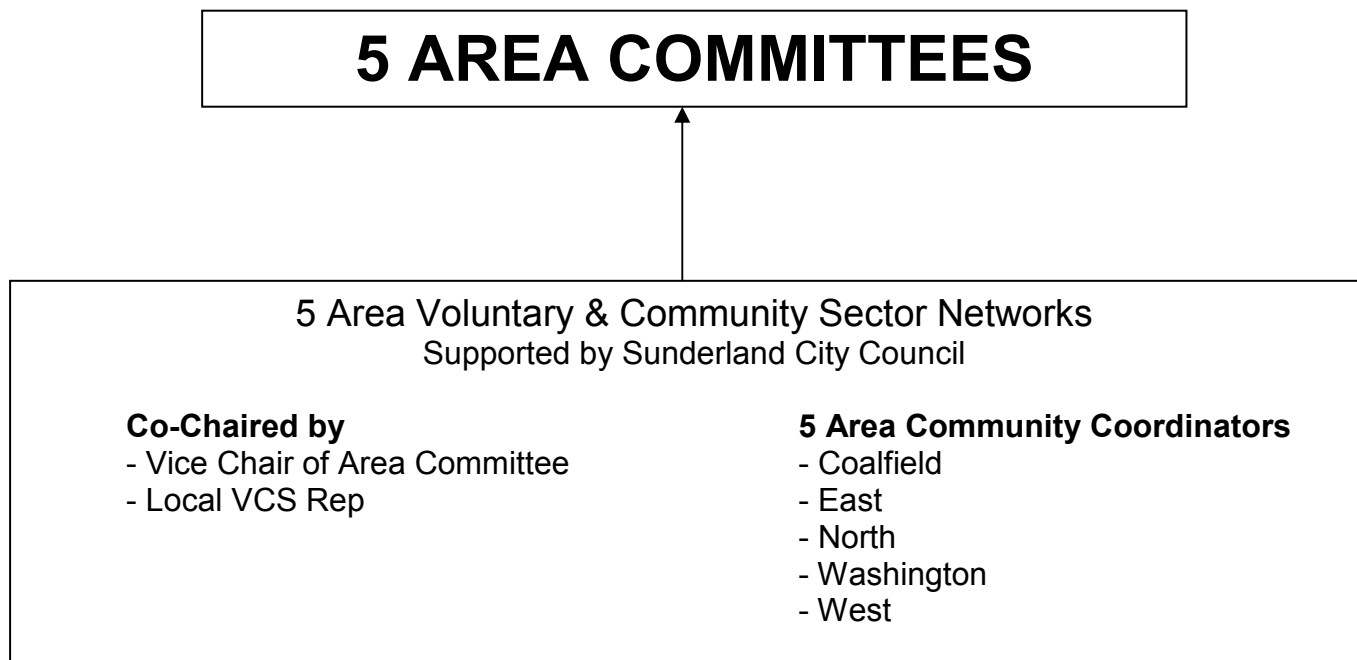 5 AREA COMMITTEES
5 Area Voluntary & Community Sector Networks
Supported by Sunderland City Council
Co-Chaired by
- Vice Chair of Area Committee
- Local VCS Rep
5 Area Community Coordinators
- Coalfield
- East
- North
- Washington
- West